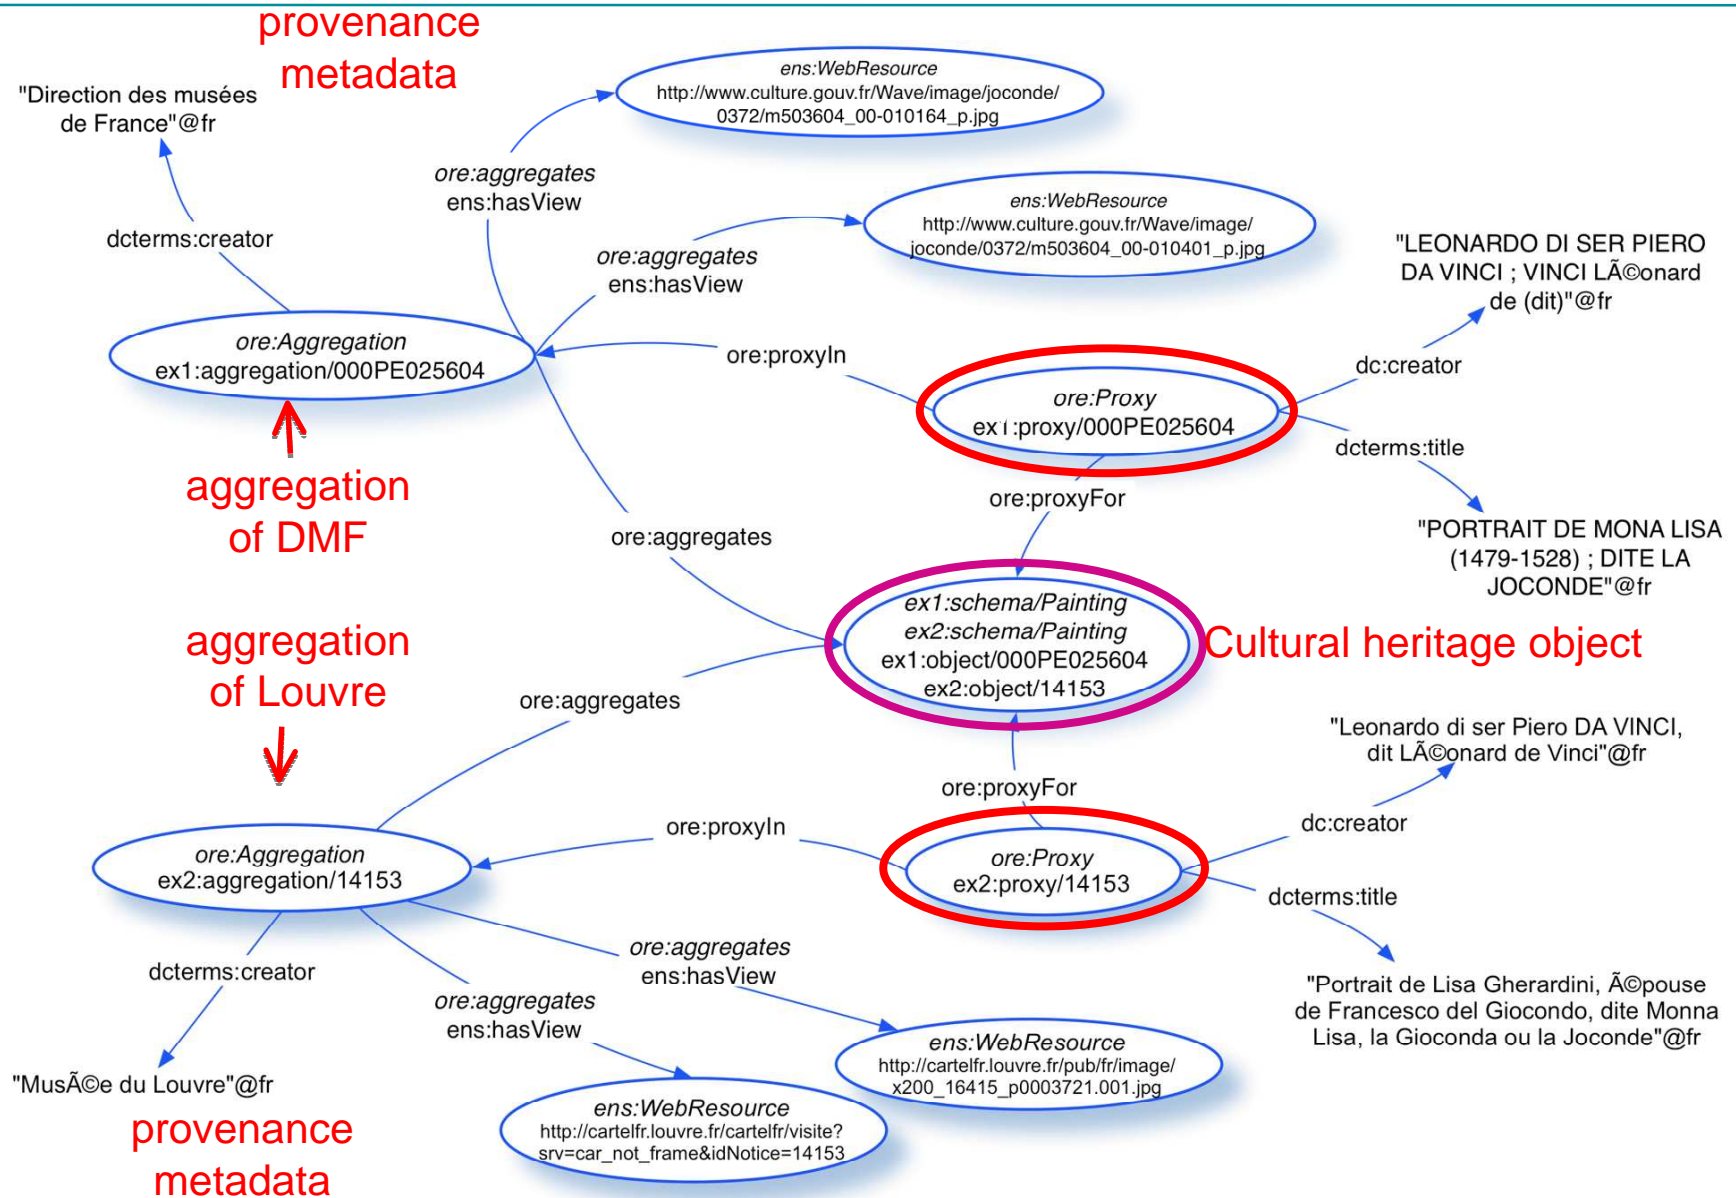 provenance
metadata
"Direction des musées
de France"@fr
ens:WebResource
http://www.culture.gouv.fr/Wave/image/joconde/
0372/m503604_00-010164_p.jpg
ore:aggregates
ens:hasView
ens:WebResource
http://www.culture.gouv.fr/Wave/image/
joconde/0372/m503604_00-010401_p.jpg
dcterms:creator
ore:aggregates
ens:hasView
"LEONARDO DI SER PIERO
DA VINCI ; VINCI LÃ©onard
de (dit)"@fr
ore:Aggregation
ex1:aggregation/000PE025604
ore:proxyIn
dc:creator
ore:Proxy
ex1:proxy/000PE025604
dcterms:title
aggregation
of DMF
ore:proxyFor
ore:aggregates
"PORTRAIT DE MONA LISA
(1479-1528) ; DITE LA
JOCONDE"@fr
ex1:schema/Painting
ex2:schema/Painting
ex1:object/000PE025604
ex2:object/14153
Cultural heritage object
aggregation
of Louvre
ore:aggregates
"Leonardo di ser Piero DA VINCI,
dit LÃ©onard de Vinci"@fr
ore:proxyFor
ore:proxyIn
dc:creator
ore:Aggregation
ex2:aggregation/14153
ore:Proxy
ex2:proxy/14153
dcterms:title
dcterms:creator
ore:aggregates
ens:hasView
ore:aggregates
ens:hasView
"Portrait de Lisa Gherardini, Ã©pouse
de Francesco del Giocondo, dite Monna
Lisa, la Gioconda ou la Joconde"@fr
ens:WebResource
http://cartelfr.louvre.fr/pub/fr/image/
x200_16415_p0003721.001.jpg
"MusÃ©e du Louvre"@fr
ens:WebResource
http://cartelfr.louvre.fr/cartelfr/visite?
srv=car_not_frame&idNotice=14153
provenance
metadata